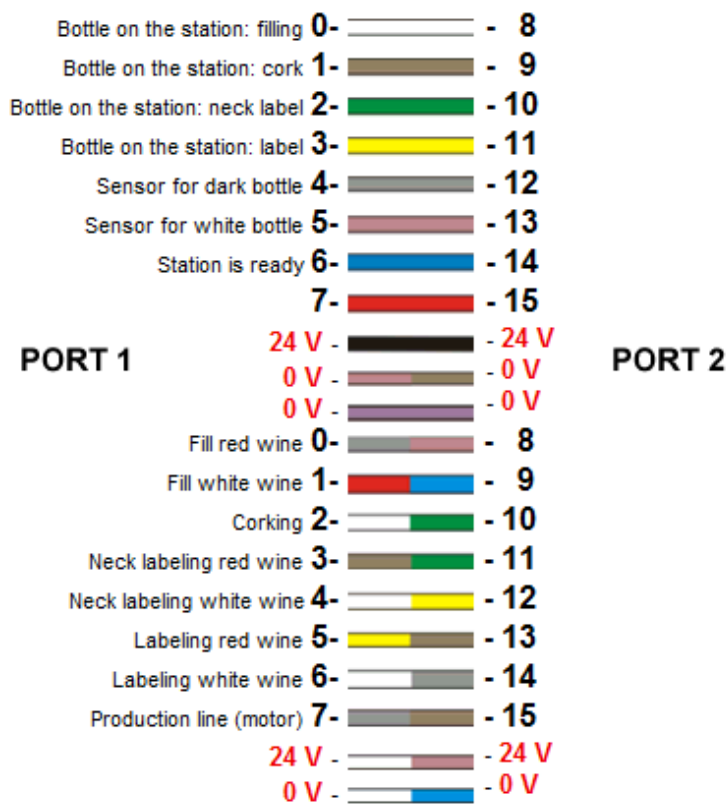 Bottle on the station: filling 0- - 8
Bottle on the station: cork 1- - 9
Bottle on the station: neck label 2- - 10
Bottle on the station: label 3- - 11
Sensor for dark bottle 4- - 12
Sensor for white bottle 5- - 13
Station is ready 6- - 14
7- - 15
24 V - - 24 V
PORT 1 0 V - - 0 V PORT 2
0 V - - 0 V
Fill red wine 0- - 8
Fill white wine 1- - 9
Corking 2- - 10
Neck labeling red wine 3- - 11
Neck labeling white wine 4- - 12
Labeling red wine 5- - 13
Labeling white wine 6- - 14
Production line (motor) 7- - 15
24 V - - 24 V
0 V - - 0 V